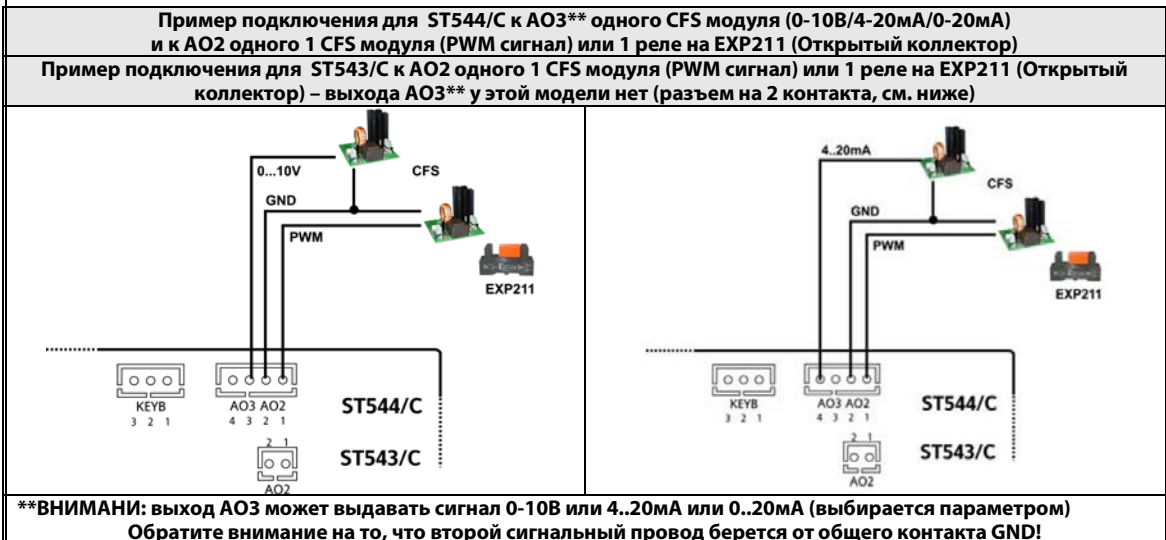 Пример подключения для ST544/C к АО3** одного CFS модуля (0-10В/4-20мА/0-20мА)
и к АО2 одного 1 CFS модуля (PWM сигнал) или 1 реле на EXP211 (Открытый коллектор)
Пример подключения для ST543/C к АО2 одного 1 CFS модуля (PWM сигнал) или 1 реле на EXP211 (Открытый
коллектор) – выхода АО3** у этой модели нет (разъем на 2 контакта, см. ниже)
0...10V
CFS
GND
PWM
EXP211
KEYB
3 2 1
AO3 AO2
4 3 2 1
ST544/C
2 1
AO2
ST543/C
4..20mA
CFS
GND
PWM
EXP211
KEYB
3 2 1
AO3 AO2
4 3 2 1
ST544/C
2 1
AO2
ST543/C
**ВНИМАНИ: выход АО3 может выдавать сигнал 0-10В или 4..20мА или 0..20мА (выбирается параметром)
Обратите внимание на то, что второй сигнальный провод берется от общего контакта GND!